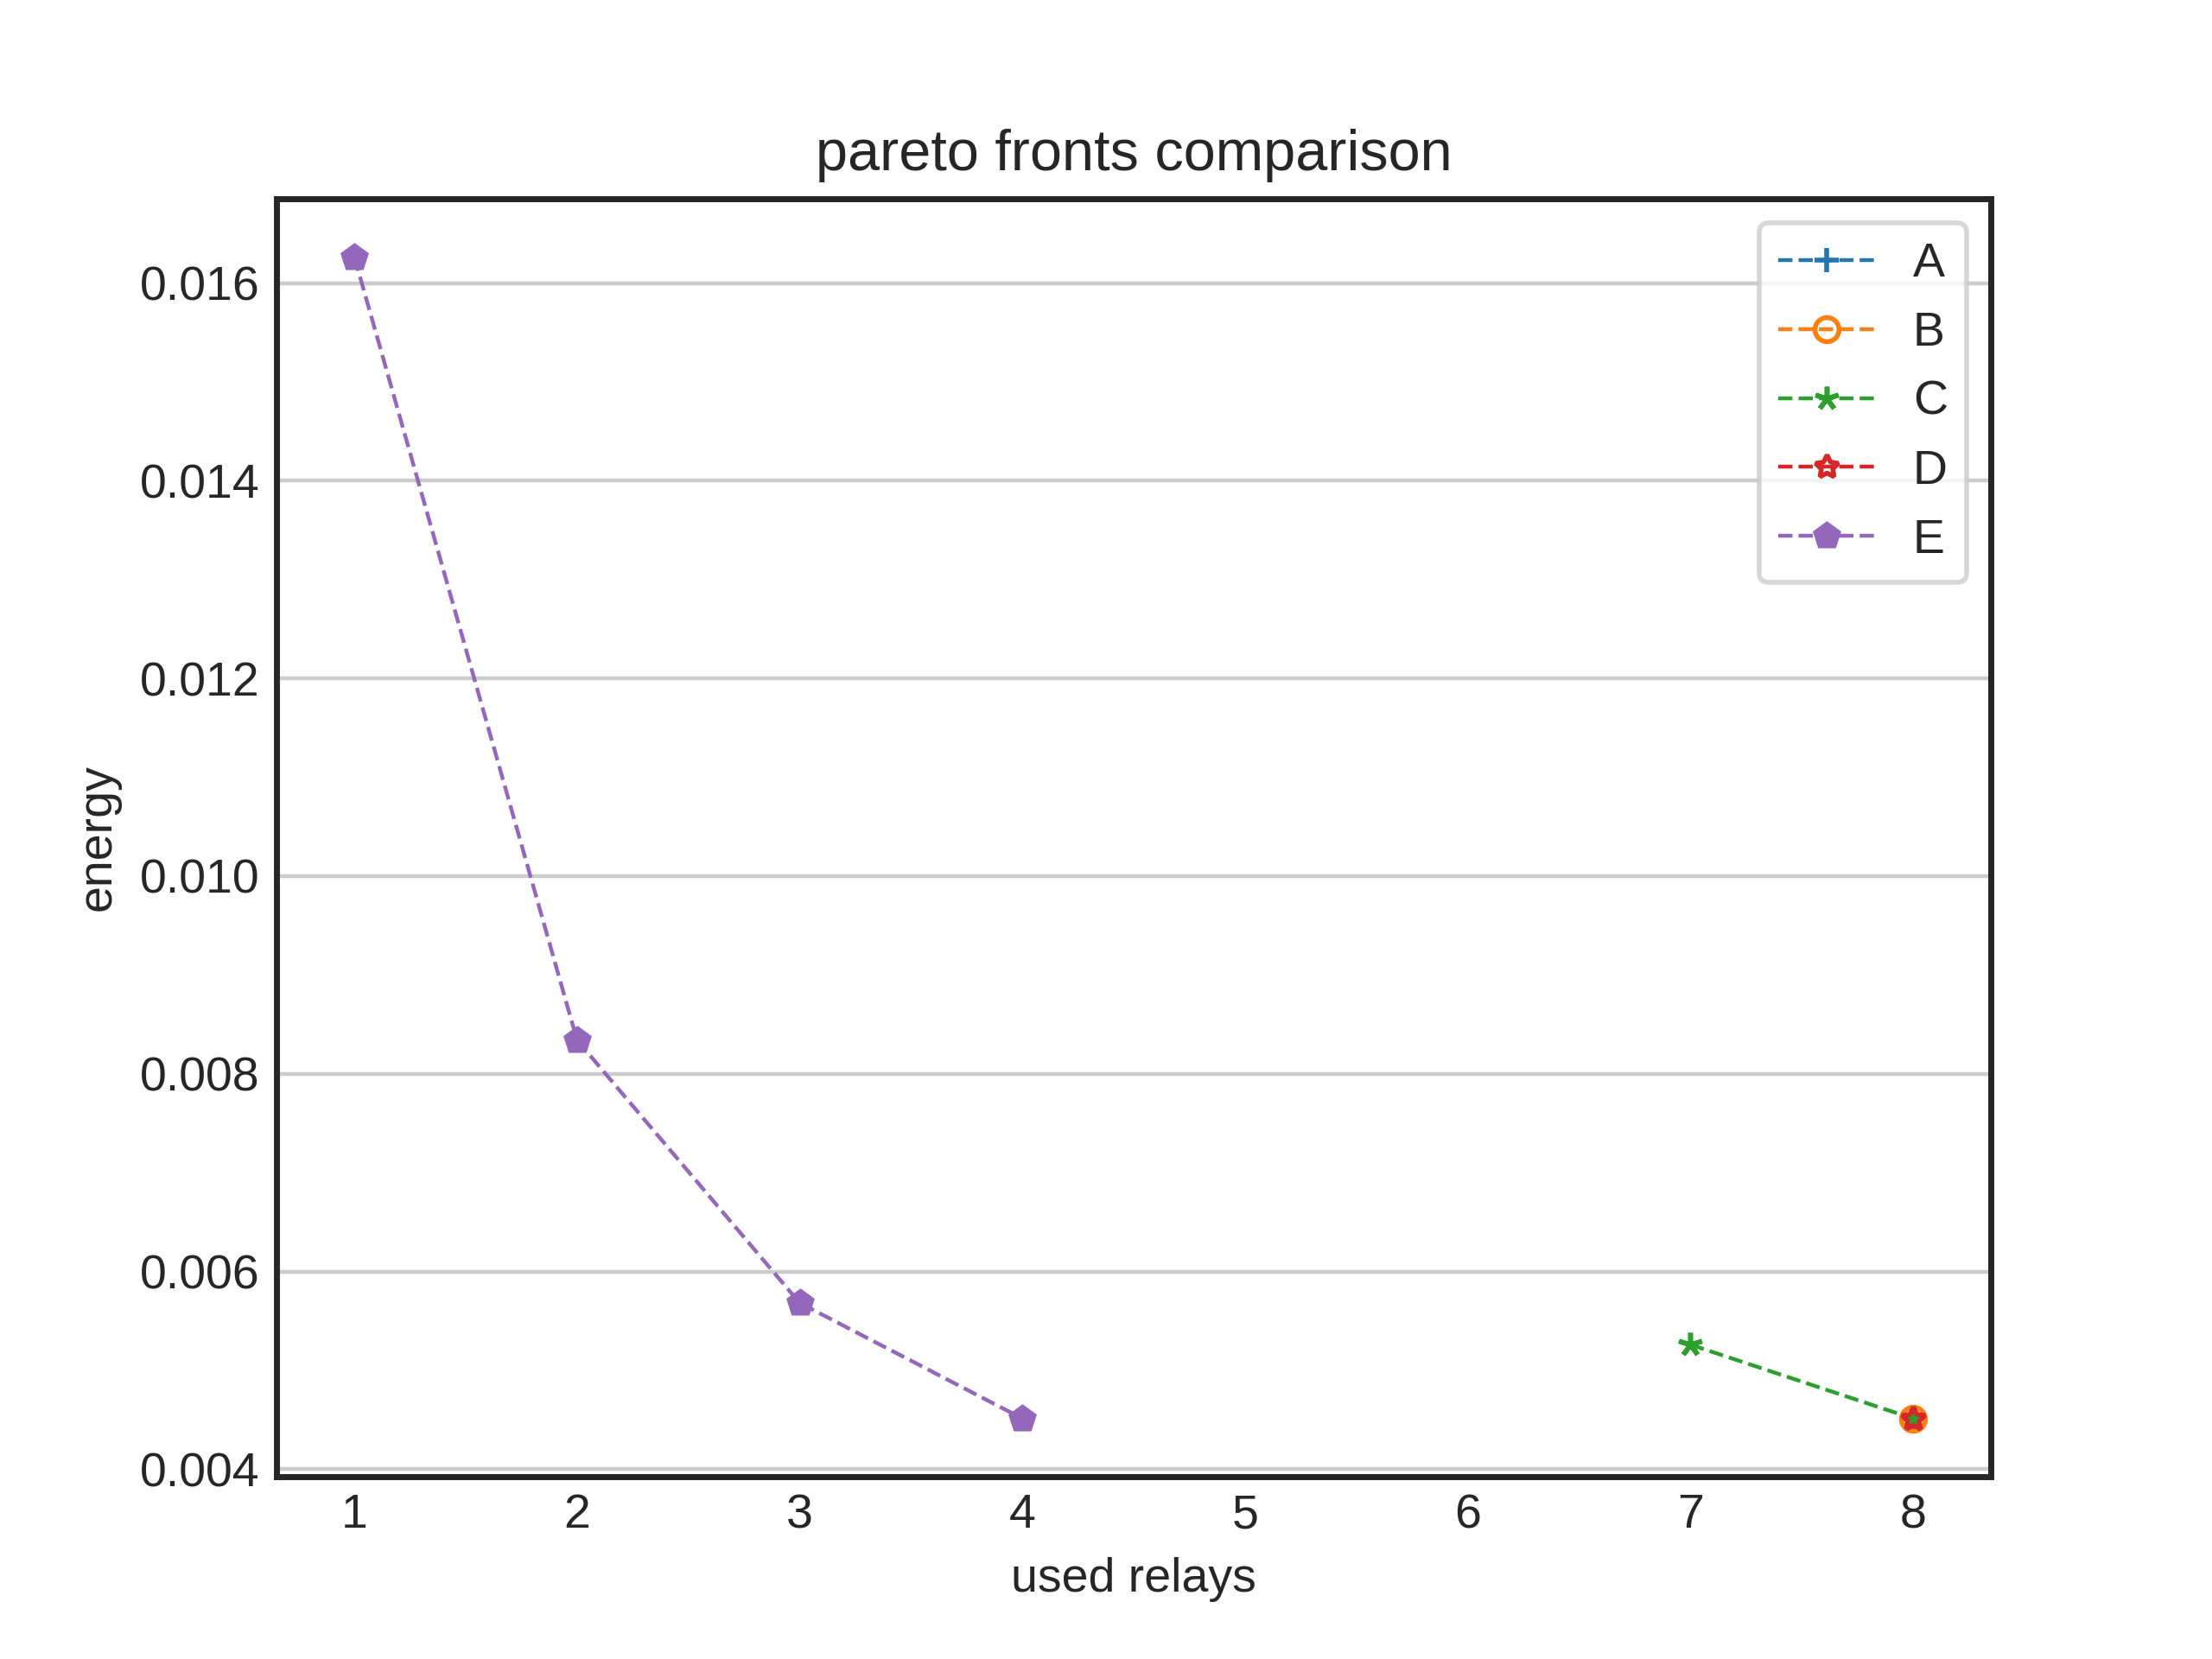 pareto fronts comparison
A
B
C
D
E
0.016
0.014
0.012
0.010
0.008
0.006
0.004
energy
1 2 3 4 5 6 7 8
used relays